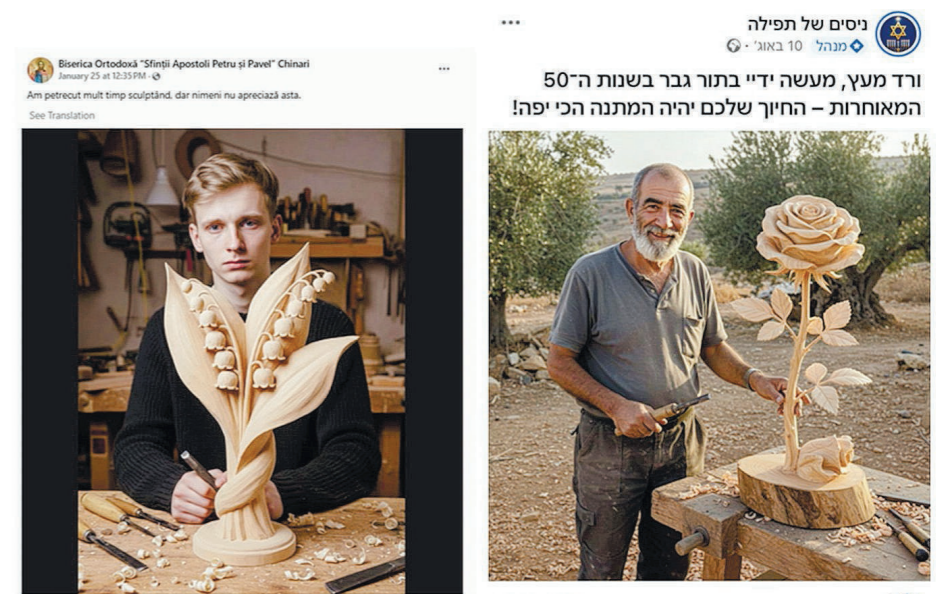 Biserica Ortodoxă "Sfinții Apostoli Petru și Pavel" Chinari
January 25 at 12:35 PM ·
Am petrecut mult timp sculptând, dar nimeni nu apreciază asta.
See Translation
ניסים של תפילה
מנהל · 10 באוג׳ ·
ורד מעץ, מעשה ידיי בתור גבר בשנות ה־50
המאוחרות – החיוך שלכם יהיה המתנה הכי יפה!